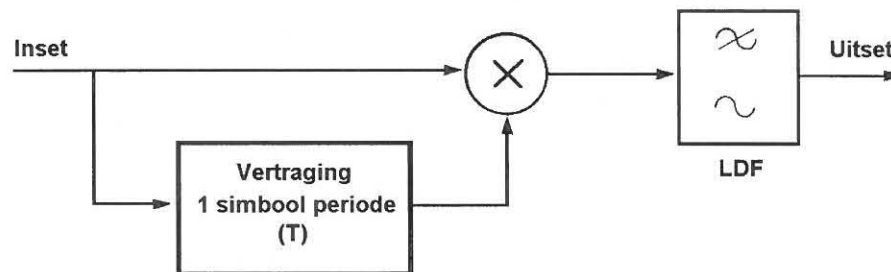 Inset
Uitset
Vertraging
1 simbool periode
(T)
LDF